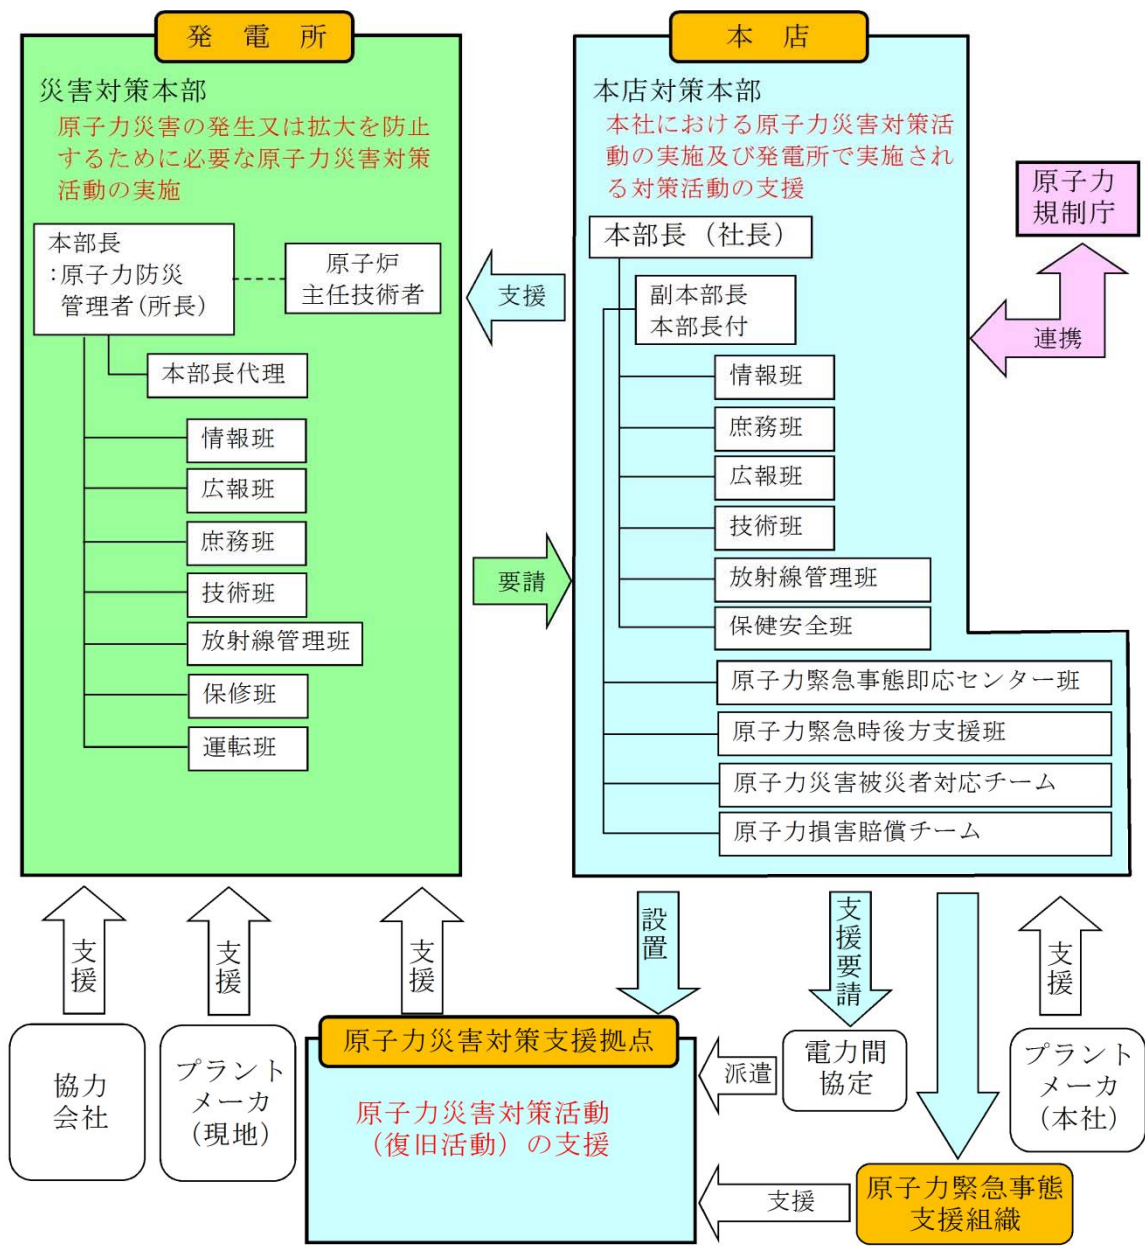 発電所
災害対策本部
原子力災害の発生又は拡大を防止
するために必要な原子力災害対策
活動の実施
本部長
:原子力防災
管理者(所長)
原子炉
主任技術者
本部長代理
情報班
広報班
庶務班
技術班
放射線管理班
保修班
運転班
支援
要請
本店
本店対策本部
本社における原子力災害対策活
動の実施及び発電所で実施され
る対策活動の支援
本部長（社長）
副本部長
本部長付
情報班
庶務班
広報班
技術班
放射線管理班
保健安全班
原子力緊急事態即応センター班
原子力緊急時後方支援班
原子力災害被災者対応チーム
原子力損害賠償チーム
原子力
規制庁
連携
支援
支援
支援
設置
支援要請
支援
協力
会社
プラント
メーカ
(現地)
原子力災害対策支援拠点
原子力災害対策活動
（復旧活動）の支援
派遣
電力間
協定
プラント
メーカ
(本社)
支援
原子力緊急事態
支援組織